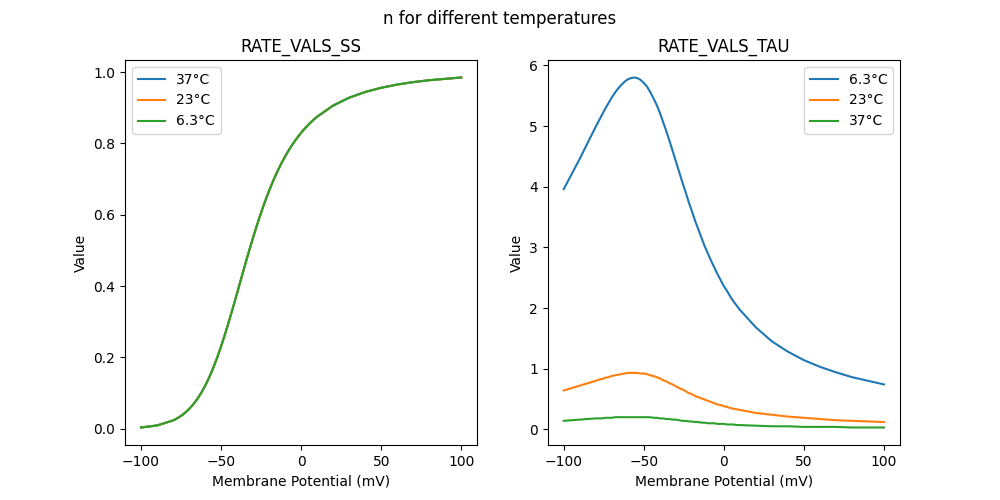 n for different temperatures
RATE_VALS_SS
1.0
0.8
0.6
0.4
0.2
0.0
Value
37°C
23°C
6.3°C
−100
−50
0
50
100
Membrane Potential (mV)
RATE_VALS_TAU
6
5
4
3
2
1
0
Value
6.3°C
23°C
37°C
−100
−50
0
50
100
Membrane Potential (mV)